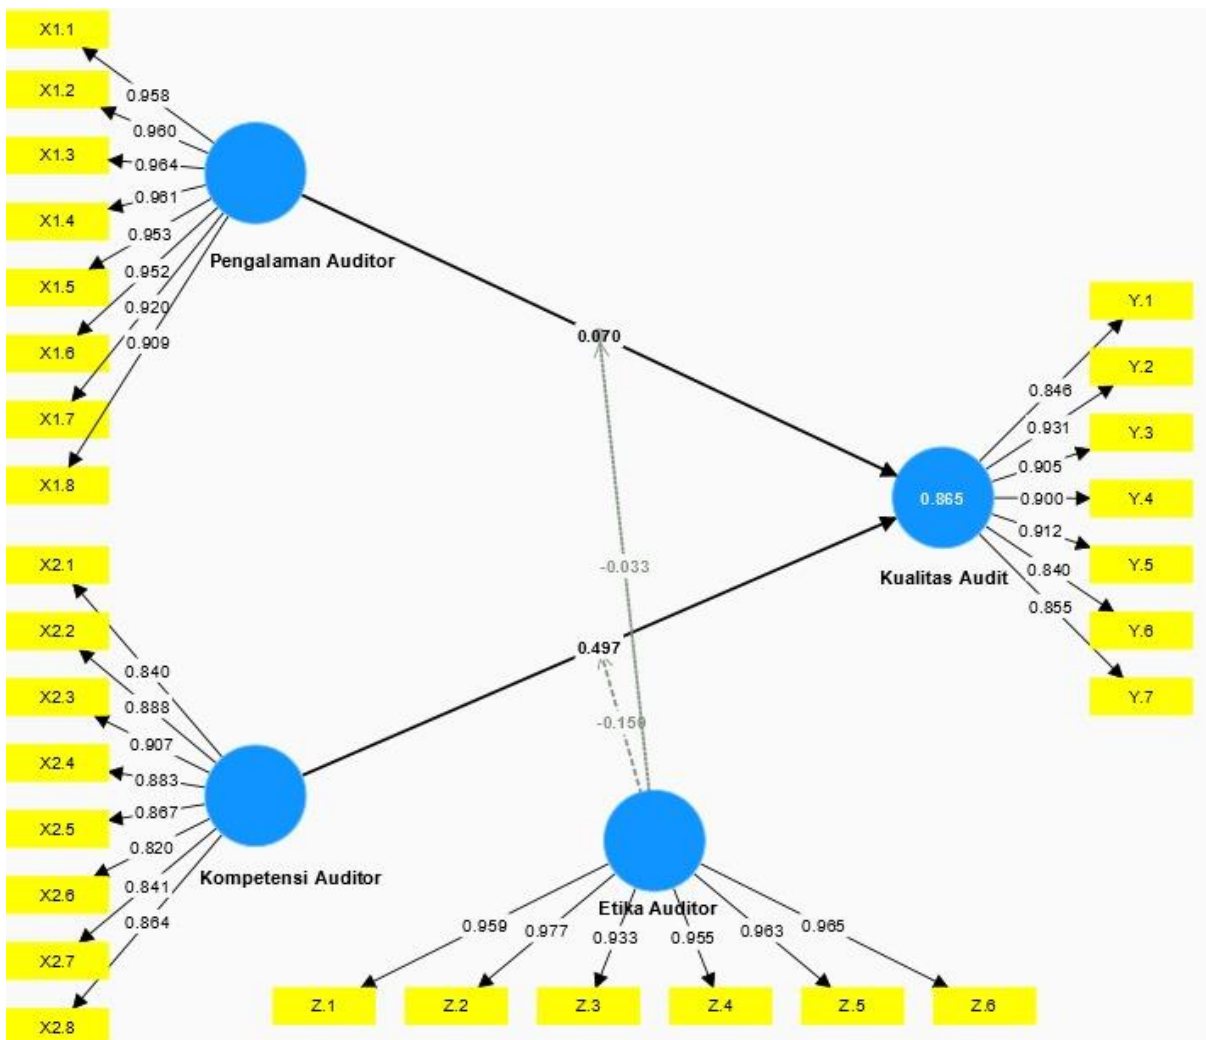 X1.1
X1.2
X1.3
X1.4
X1.5
X1.6
X1.7
X1.8
0.958
0.960
0.964
0.961
0.953
0.952
0.920
0.909
Pengalaman Auditor
0.070
Y.1
Y.2
Y.3
Y.4
Y.5
Y.6
Y.7
0.846
0.931
0.905
0.900
0.912
0.840
0.855
0.865
Kualitas Audit
-0.033
0.497
-0.150
X2.1
X2.2
X2.3
X2.4
X2.5
X2.6
X2.7
X2.8
0.840
0.888
0.907
0.883
0.867
0.820
0.841
0.864
Kompetensi Auditor
Etika Auditor
0.959
0.977
0.933
0.955
0.963
0.965
Z.1
Z.2
Z.3
Z.4
Z.5
Z.6